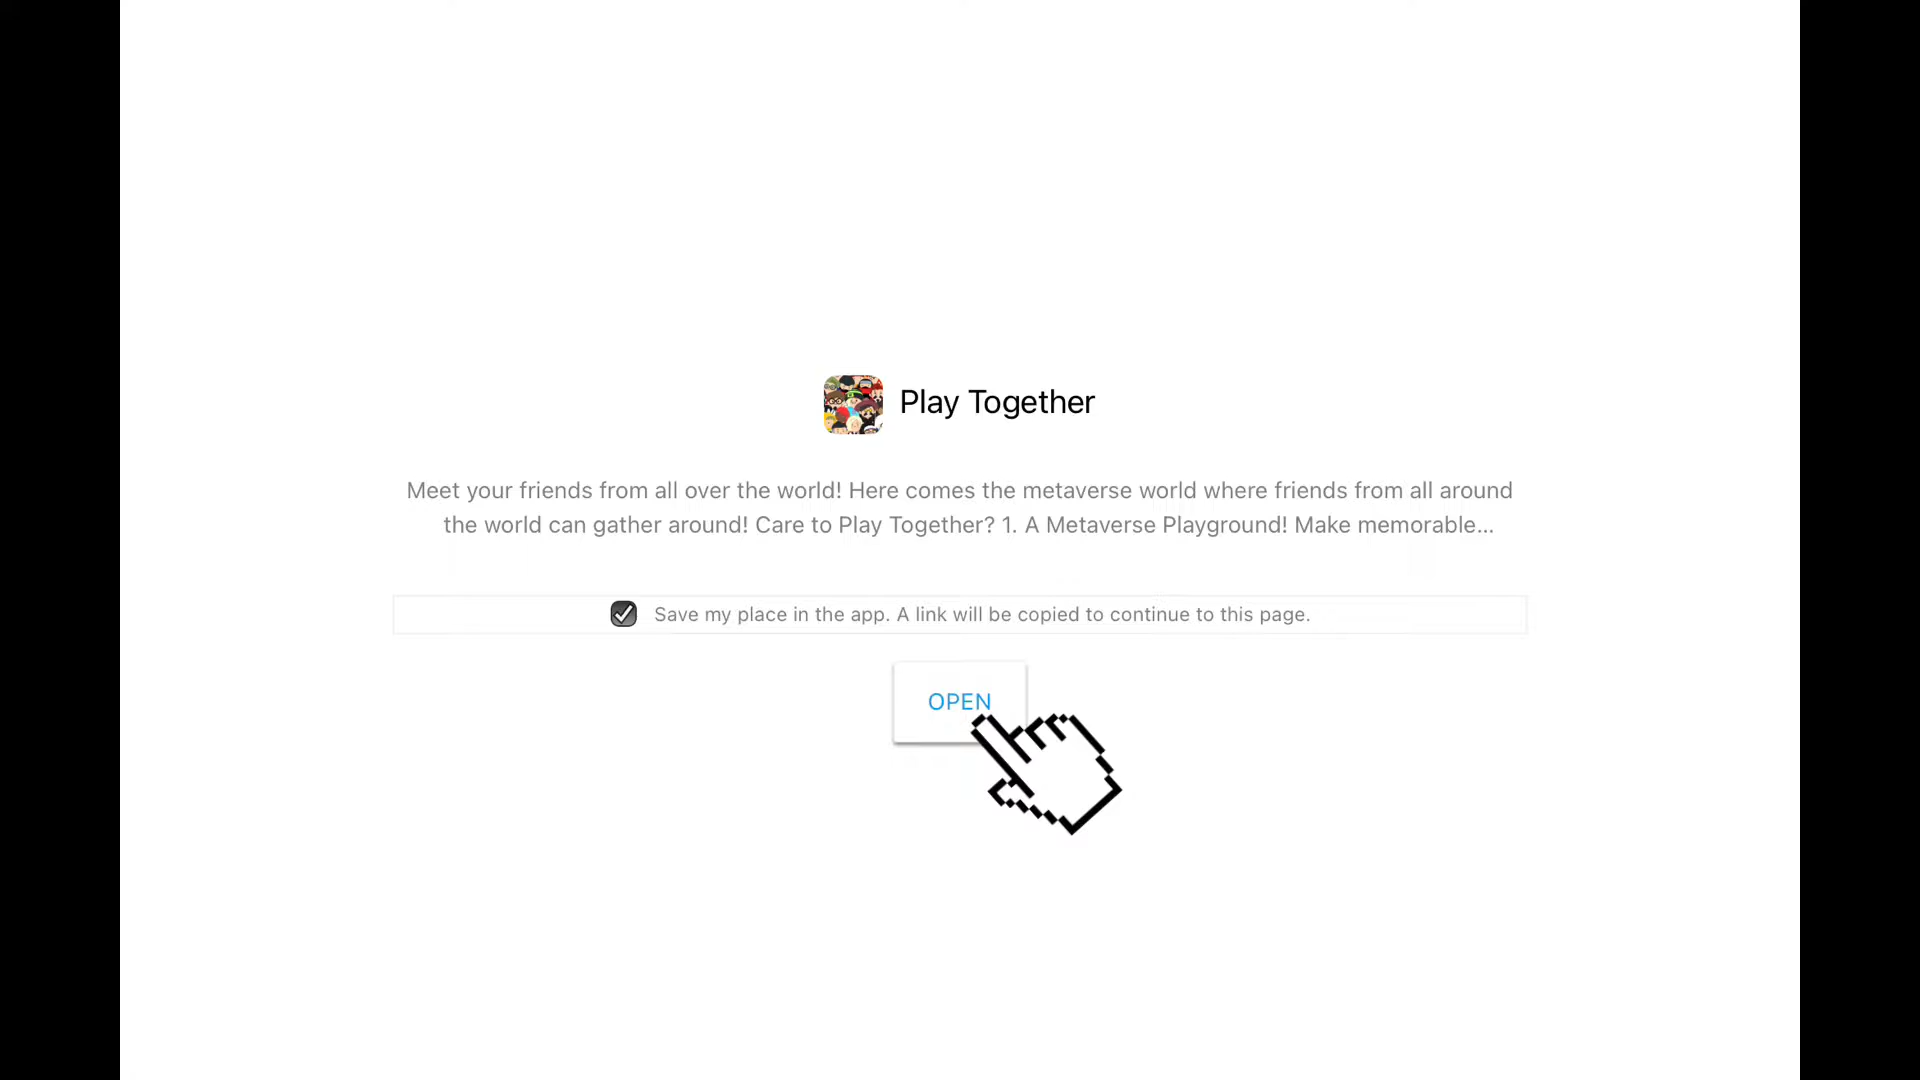 Play Together
Meet your friends from all over the world! Here comes the metaverse world where friends from all around
the world can gather around! Care to Play Together? 1. A Metaverse Playground! Make memorable...
Save my place in the app. A link will be copied to continue to this page.
OPEN